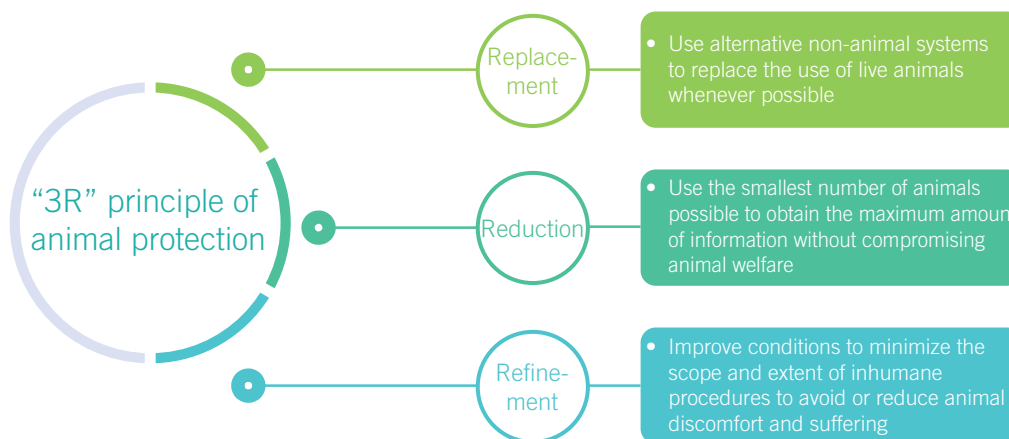 “3R” principle of
animal protection
Replace-
ment
• Use alternative non-animal systems
to replace the use of live animals
whenever possible
Reduction
• Use the smallest number of animals
possible to obtain the maximum amoun
of information without compromising
animal welfare
Refine-
ment
• Improve conditions to minimize the
scope and extent of inhumane
procedures to avoid or reduce animal
discomfort and suffering